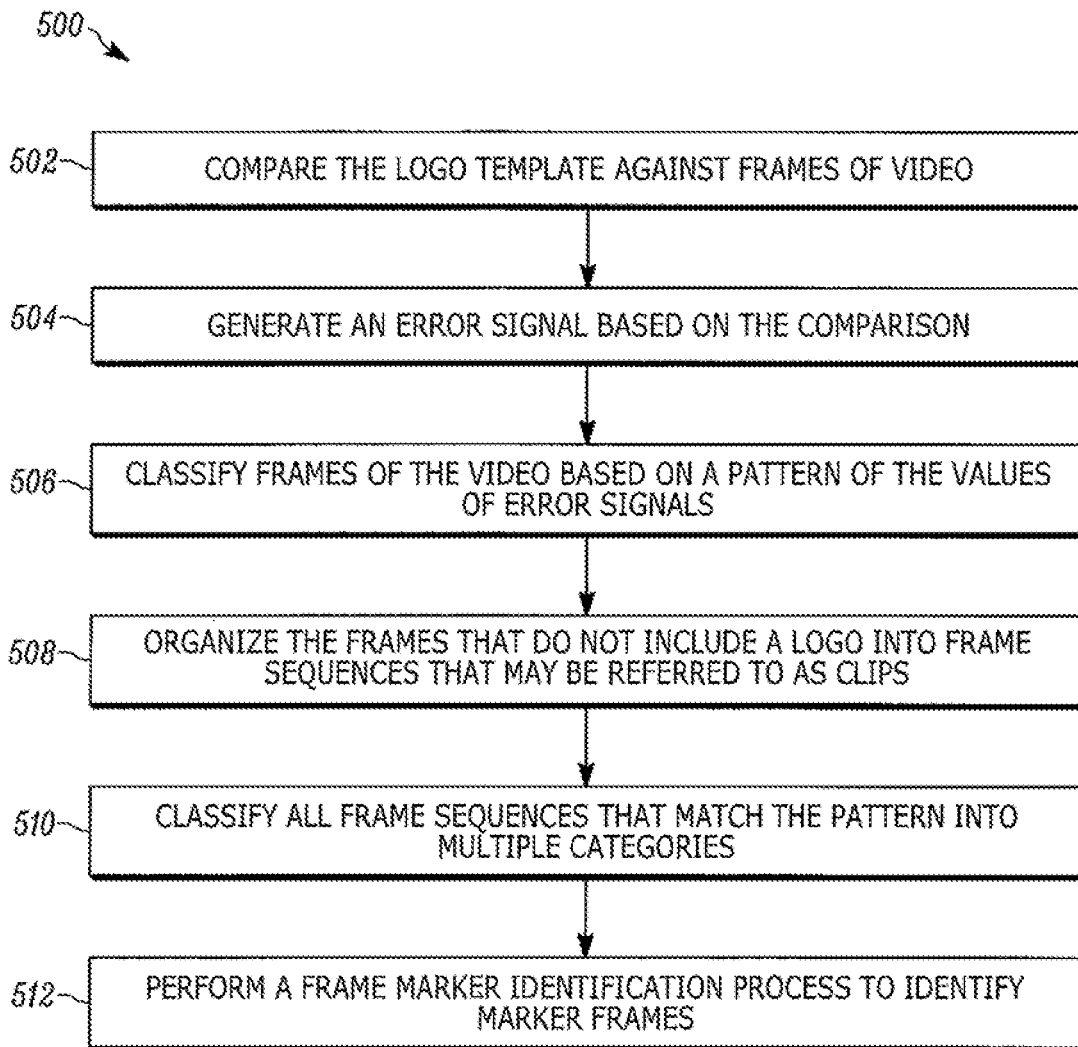 500
502
COMPARE THE LOGO TEMPLATE AGAINST FRAMES OF VIDEO
504
GENERATE AN ERROR SIGNAL BASED ON THE COMPARISON
506
CLASSIFY FRAMES OF THE VIDEO BASED ON A PATTERN OF THE VALUES
OF ERROR SIGNALS
508
ORGANIZE THE FRAMES THAT DO NOT INCLUDE A LOGO INTO FRAME
SEQUENCES THAT MAY BE REFERRED TO AS CLIPS
510
CLASSIFY ALL FRAME SEQUENCES THAT MATCH THE PATTERN INTO
MULTIPLE CATEGORIES
512
PERFORM A FRAME MARKER IDENTIFICATION PROCESS TO IDENTIFY
MARKER FRAMES